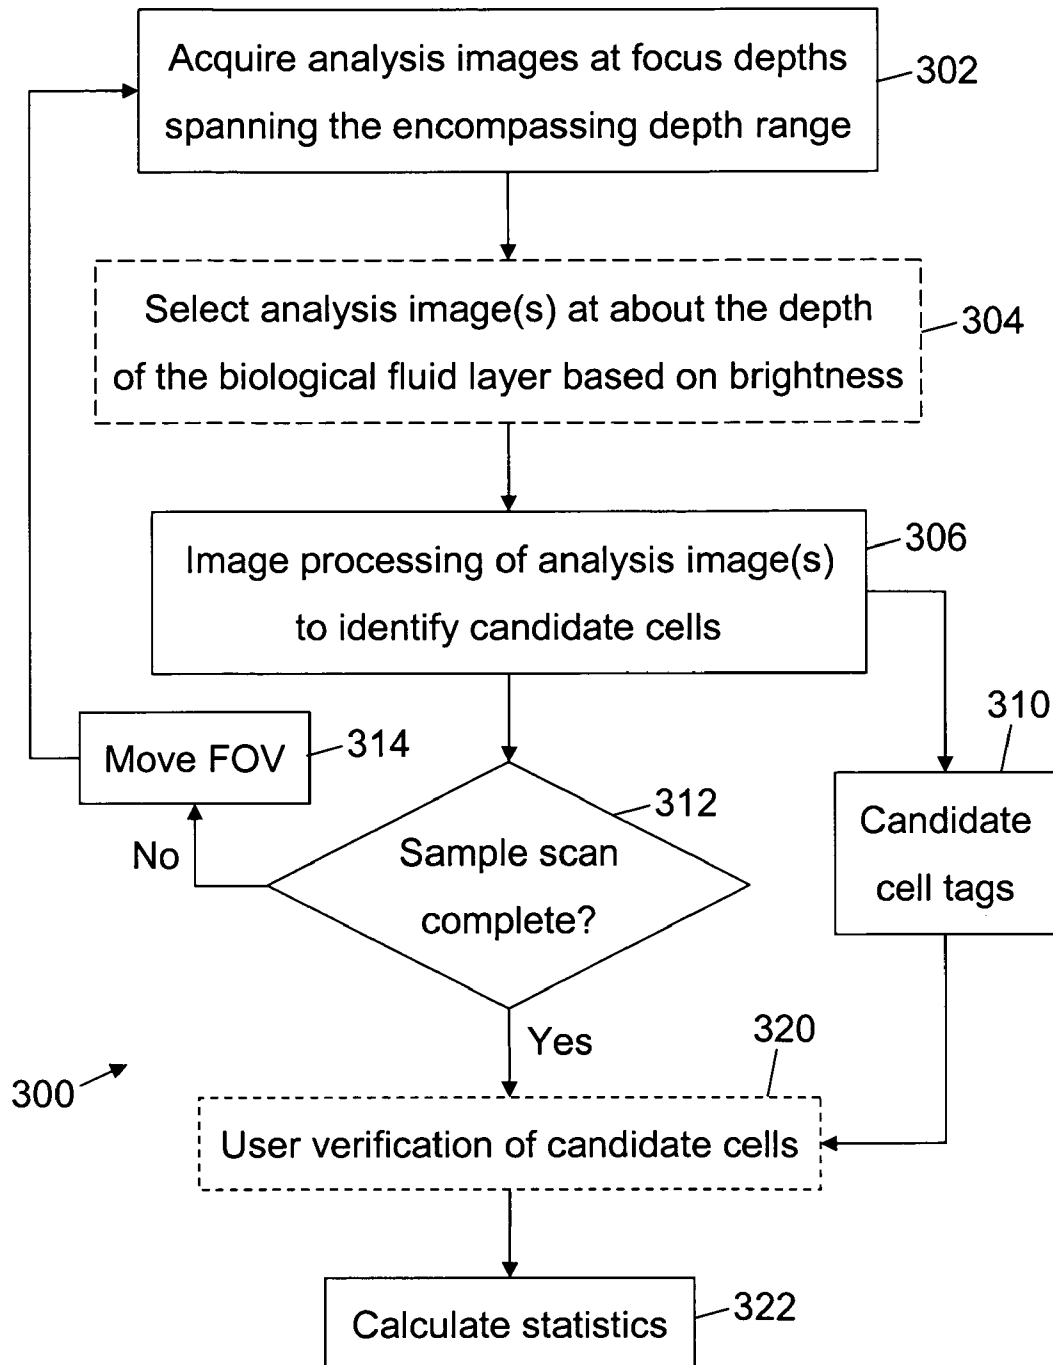 Acquire analysis images at focus depths
spanning the encompassing depth range
302
Select analysis image(s) at about the depth
of the biological fluid layer based on brightness
304
Image processing of analysis image(s)
to identify candidate cells
306
310
Candidate
cell tags
Move FOV
314
312
Sample scan
complete?
No
Yes
320
300
User verification of candidate cells
Calculate statistics
322